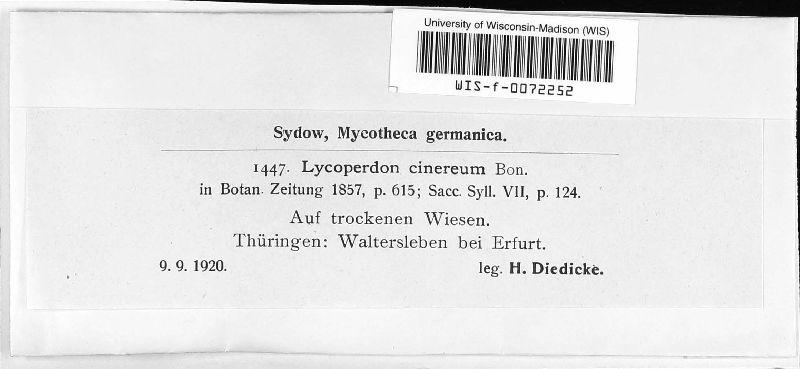 University of Wisconsin-Madison (WIS)
WIS-f-0072252
Sydow, Mycotheca germanica.
1447. Lycoperdon cinereum Bon.
in Botan. Zeitung 1857, p. 615; Sacc. Syll. VII, p. 124.
Auf trockenen Wiesen.
Thüringen: Waltersleben bei Erfurt.
9. 9. 1920. leg. H. Diedicke.